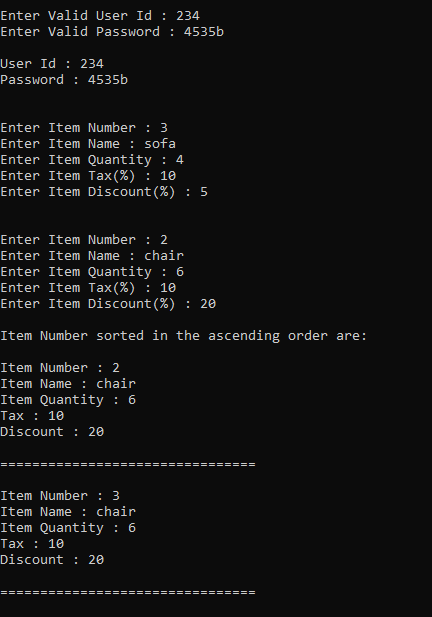 Enter Valid User Id : 234
Enter Valid Password : 4535b
User Id : 234
Password : 4535b
Enter Item Number : 3
Enter Item Name : sofa
Enter Item Quantity : 4
Enter Item Tax(%) : 10
Enter Item Discount(%) : 5
Enter Item Number : 2
Enter Item Name : chair
Enter Item Quantity : 6
Enter Item Tax(%) : 10
Enter Item Discount(%) : 20
Item Number sorted in the ascending order are:
Item Number : 2
Item Name : chair
Item Quantity : 6
Tax : 10
Discount : 20
================================
Item Number : 3
Item Name : chair
Item Quantity : 6
Tax : 10
Discount : 20
================================